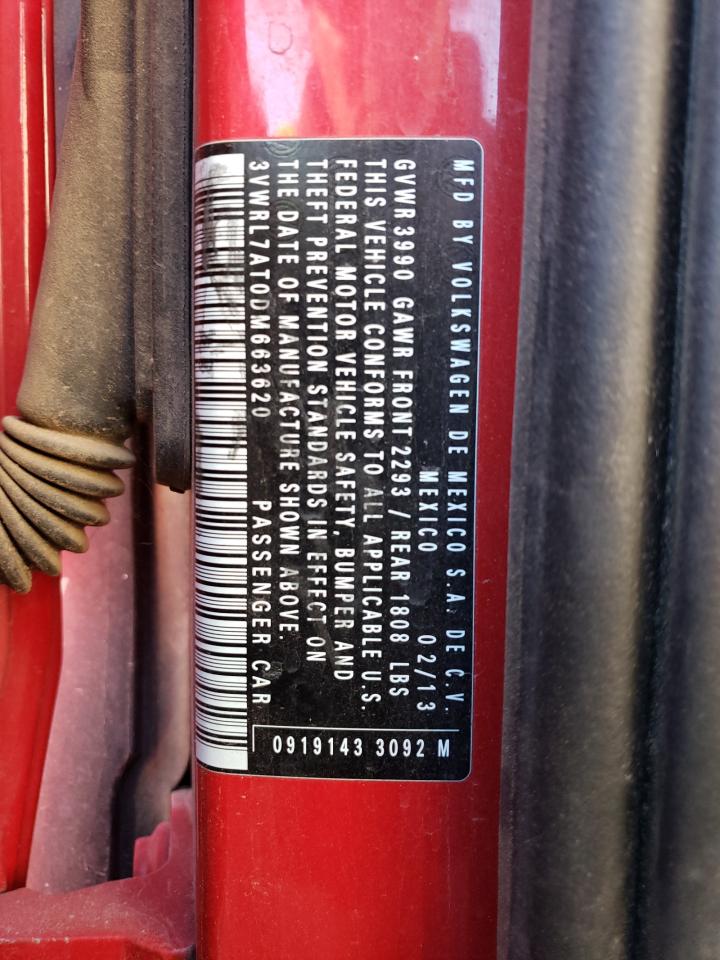 MFD BY VOLKSWAGEN DE MEXICO S.A. DE C.V.
MEXICO 02/13
GVWR 3990 GAWR FRONT 2293 / REAR 1808 LBS
THIS VEHICLE CONFORMS TO ALL APPLICABLE U.S.
FEDERAL MOTOR VEHICLE SAFETY, BUMPER AND
THEFT PREVENTION STANDARDS IN EFFECT ON
THE DATE OF MANUFACTURE SHOWN ABOVE.
3VWRL7AT0DM663620 PASSENGER CAR
0919143 3092 M